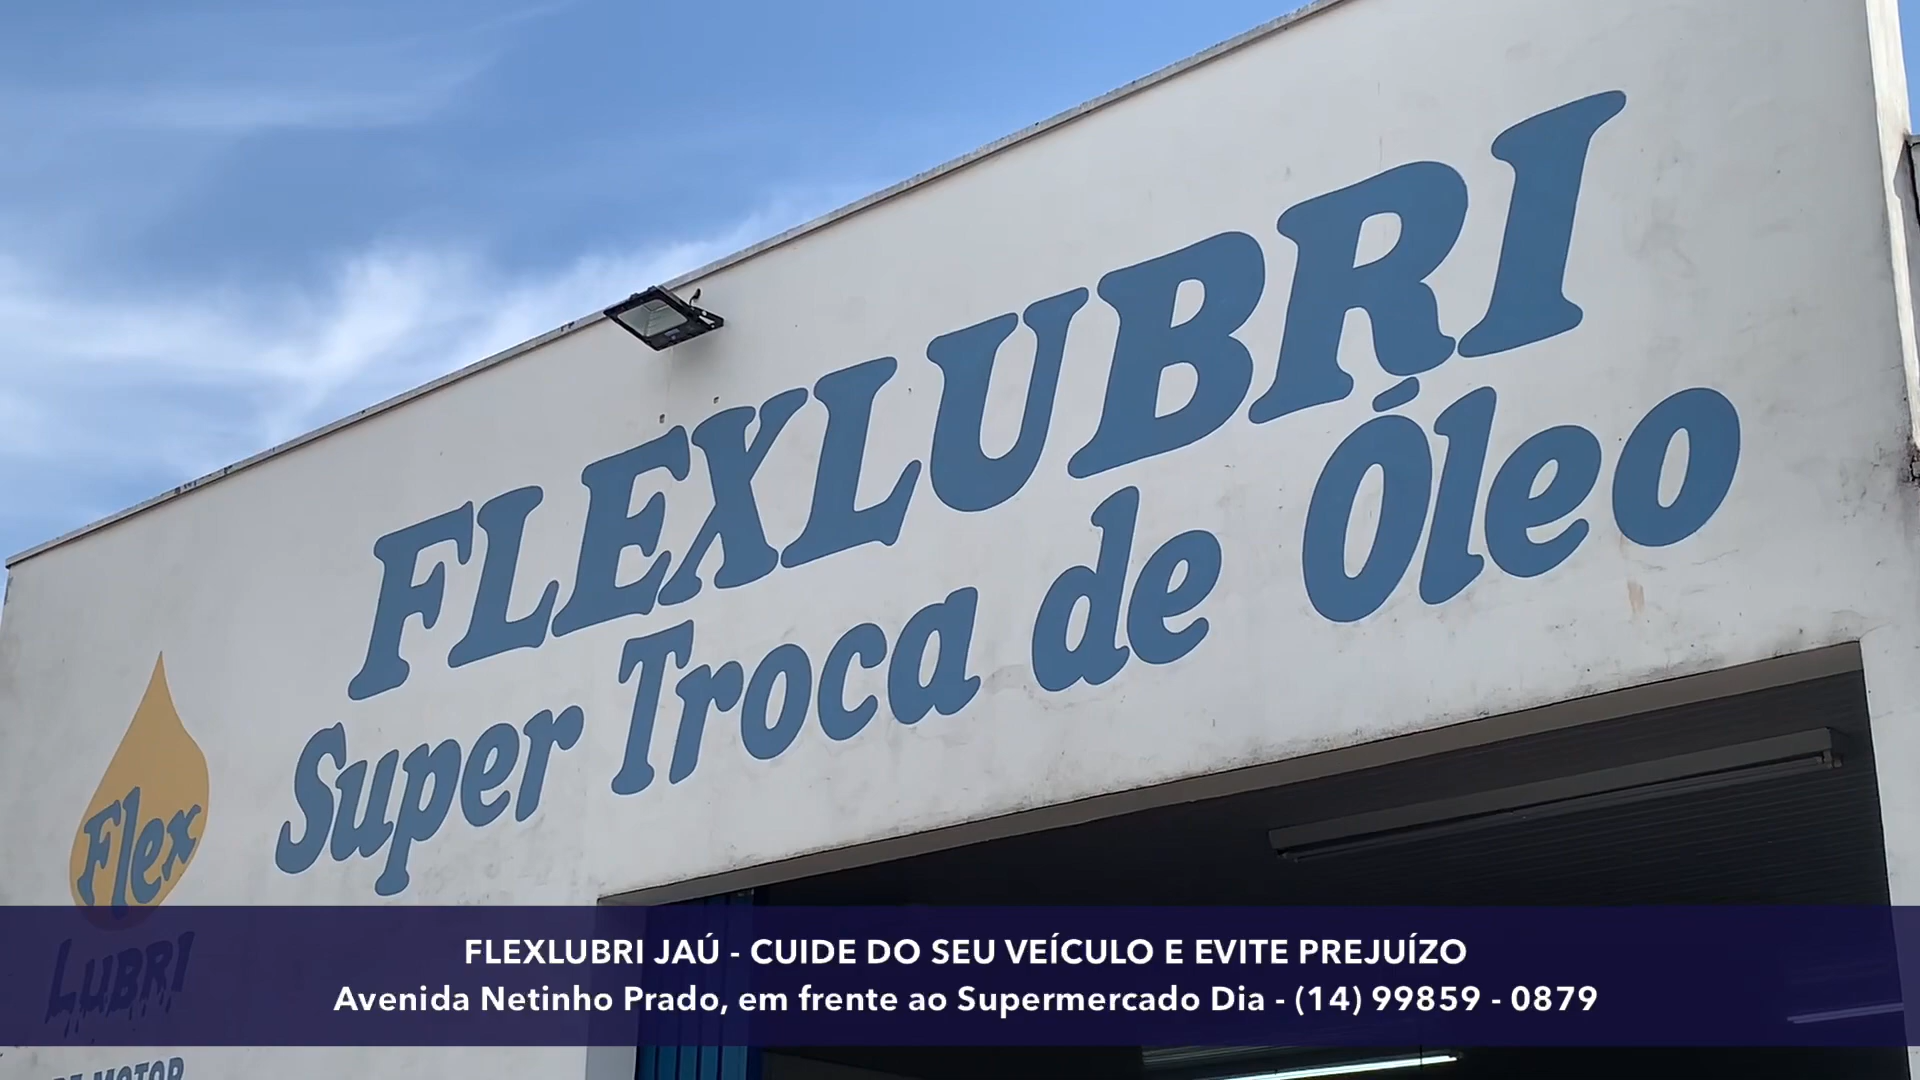 FLEXLUBRI
Super Troca de Óleo
Flex
LUBRI
MOTOR
FLEXLUBRI JAÚ - CUIDE DO SEU VEÍCULO E EVITE PREJUÍZO
Avenida Netinho Prado, em frente ao Supermercado Dia - (14) 99859 - 0879